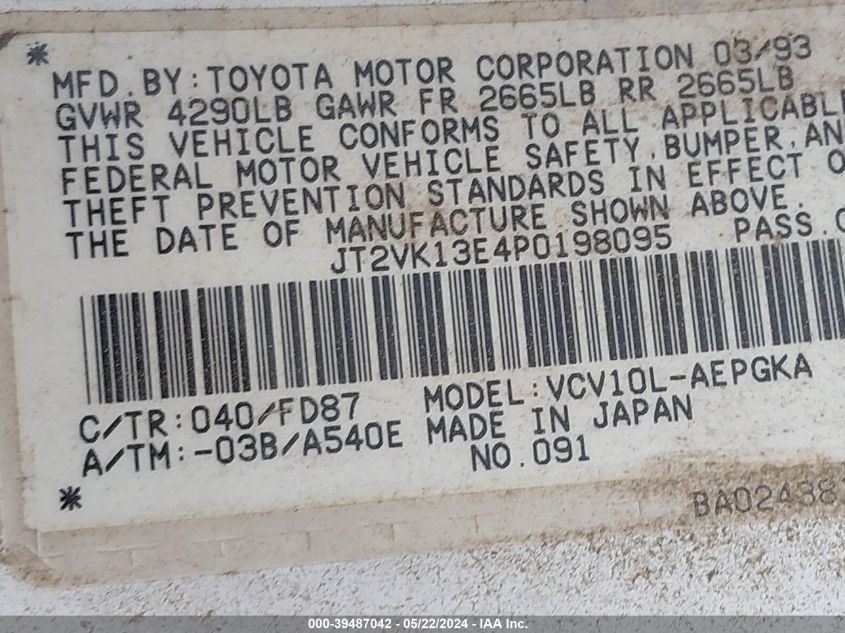 * MFD. BY: TOYOTA MOTOR CORPORATION 03/93
GVWR 4290LB GAWR FR 2665LB RR 2665LB
THIS VEHICLE CONFORMS TO ALL APPLICABLE
FEDERAL MOTOR VEHICLE SAFETY, BUMPER, AN
THEFT PREVENTION STANDARDS IN EFFECT O
THE DATE OF MANUFACTURE SHOWN ABOVE.
JT2VK13E4P0198095 PASS.C
C/TR: 040/FD87 MODEL: VCV10L-AEPGKA
A/TM: -03B/A540E MADE IN JAPAN
* NO.091
BA02438
000-39487042 - 05/22/2024 - IAA Inc.